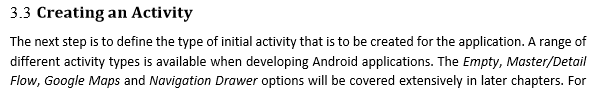 3.3 Creating an Activity
The next step is to define the type of initial activity that is to be created for the application. A range of
different activity types is available when developing Android applications. The Empty, Master/Detail
Flow, Google Maps and Navigation Drawer options will be covered extensively in later chapters. For